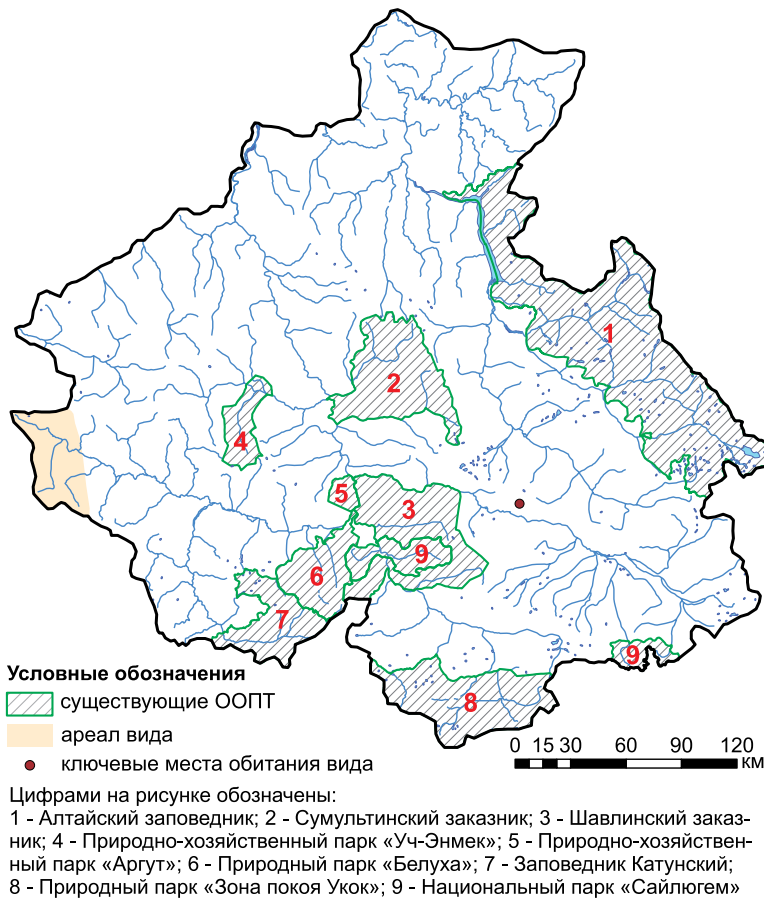 1
2
4
5
3
9
6
7
9
8
Условные обозначения
существующие ООПТ
ареал вида
ключевые места обитания вида
0 15 30 60 90 120
км
Цифрами на рисунке обозначены:
1 - Алтайский заповедник; 2 - Сумультинский заказник; 3 - Шавлинский заказ-
ник; 4 - Природно-хозяйственный парк «Уч-Энмек»; 5 - Природно-хозяйствен-
ный парк «Аргут»; 6 - Природный парк «Белуха»; 7 - Заповедник Катунский;
8 - Природный парк «Зона покоя Укок»; 9 - Национальный парк «Сайлюгем»